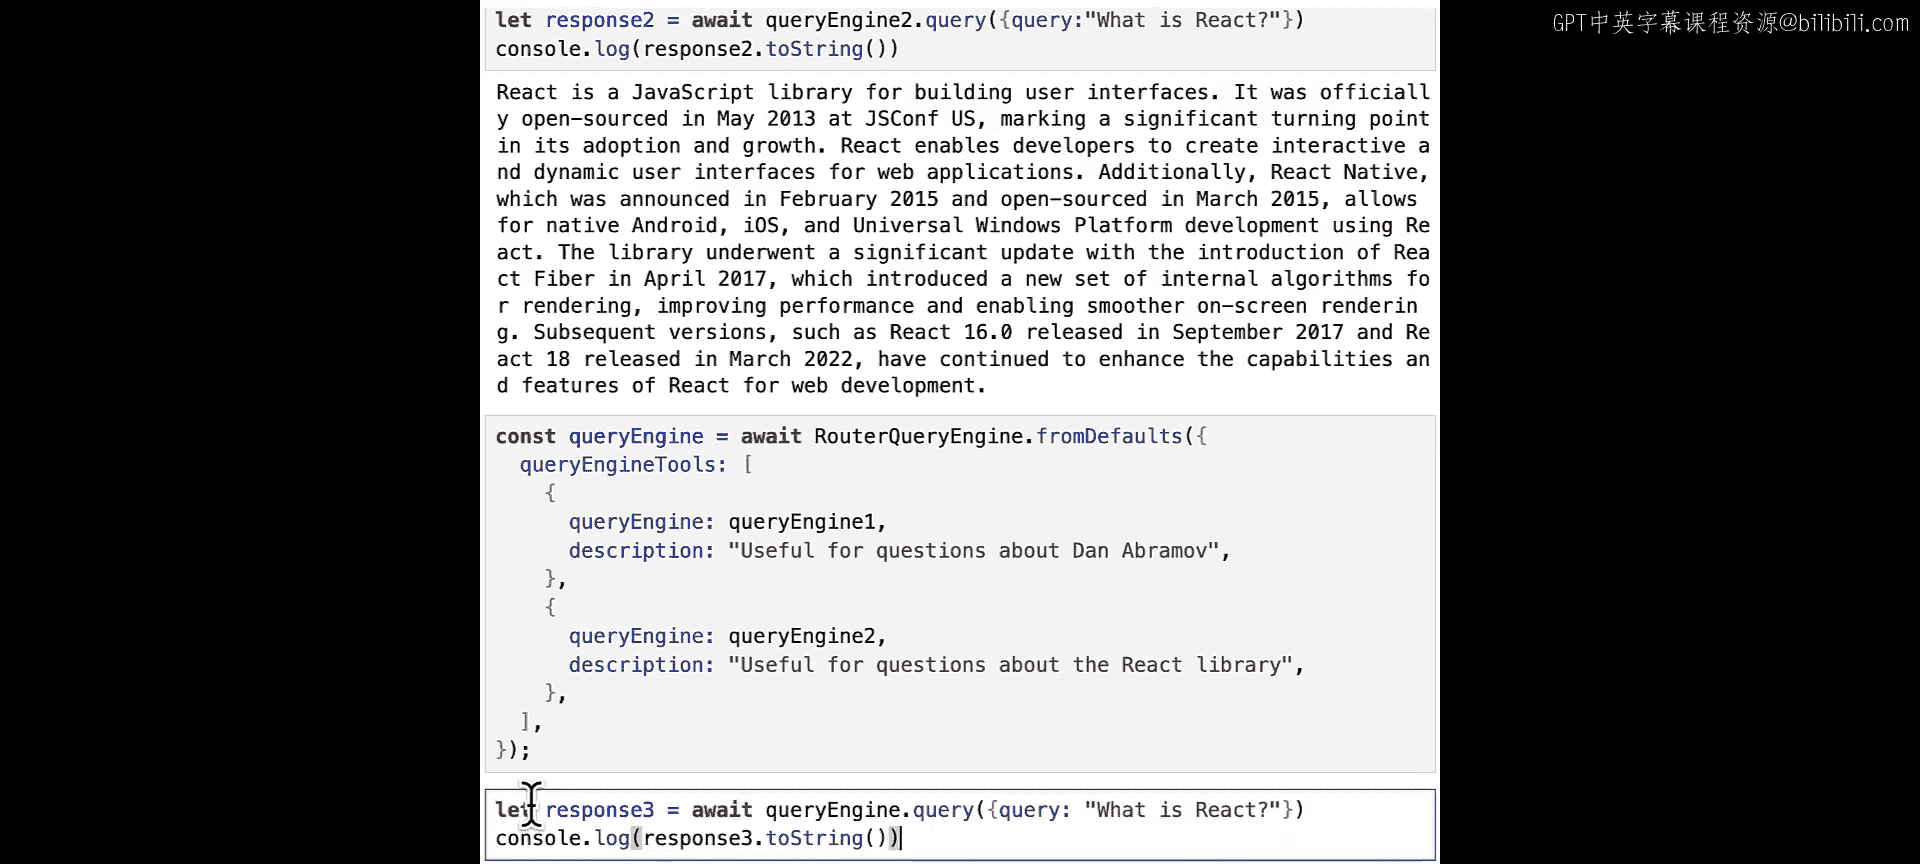 let response2 = await queryEngine2.query({query:"What is React?"})
console.log(response2.toString())
React is a JavaScript library for building user interfaces. It was officiall
y open-sourced in May 2013 at JSConf US, marking a significant turning point
in its adoption and growth. React enables developers to create interactive a
nd dynamic user interfaces for web applications. Additionally, React Native,
which was announced in February 2015 and open-sourced in March 2015, allows
for native Android, iOS, and Universal Windows Platform development using Re
act. The library underwent a significant update with the introduction of Rea
ct Fiber in April 2017, which introduced a new set of internal algorithms fo
r rendering, improving performance and enabling smoother on-screen renderin
g. Subsequent versions, such as React 16.0 released in September 2017 and Re
act 18 released in March 2022, have continued to enhance the capabilities an
d features of React for web development.
const queryEngine = await RouterQueryEngine.fromDefaults({
queryEngineTools: [
{
queryEngine: queryEngine1,
description: "Useful for questions about Dan Abramov",
},
{
queryEngine: queryEngine2,
description: "Useful for questions about the React library",
},
],
});
let response3 = await queryEngine.query({query: "What is React?"})
console.log(response3.toString())
GPT中英字幕课程资源@bilibili.com